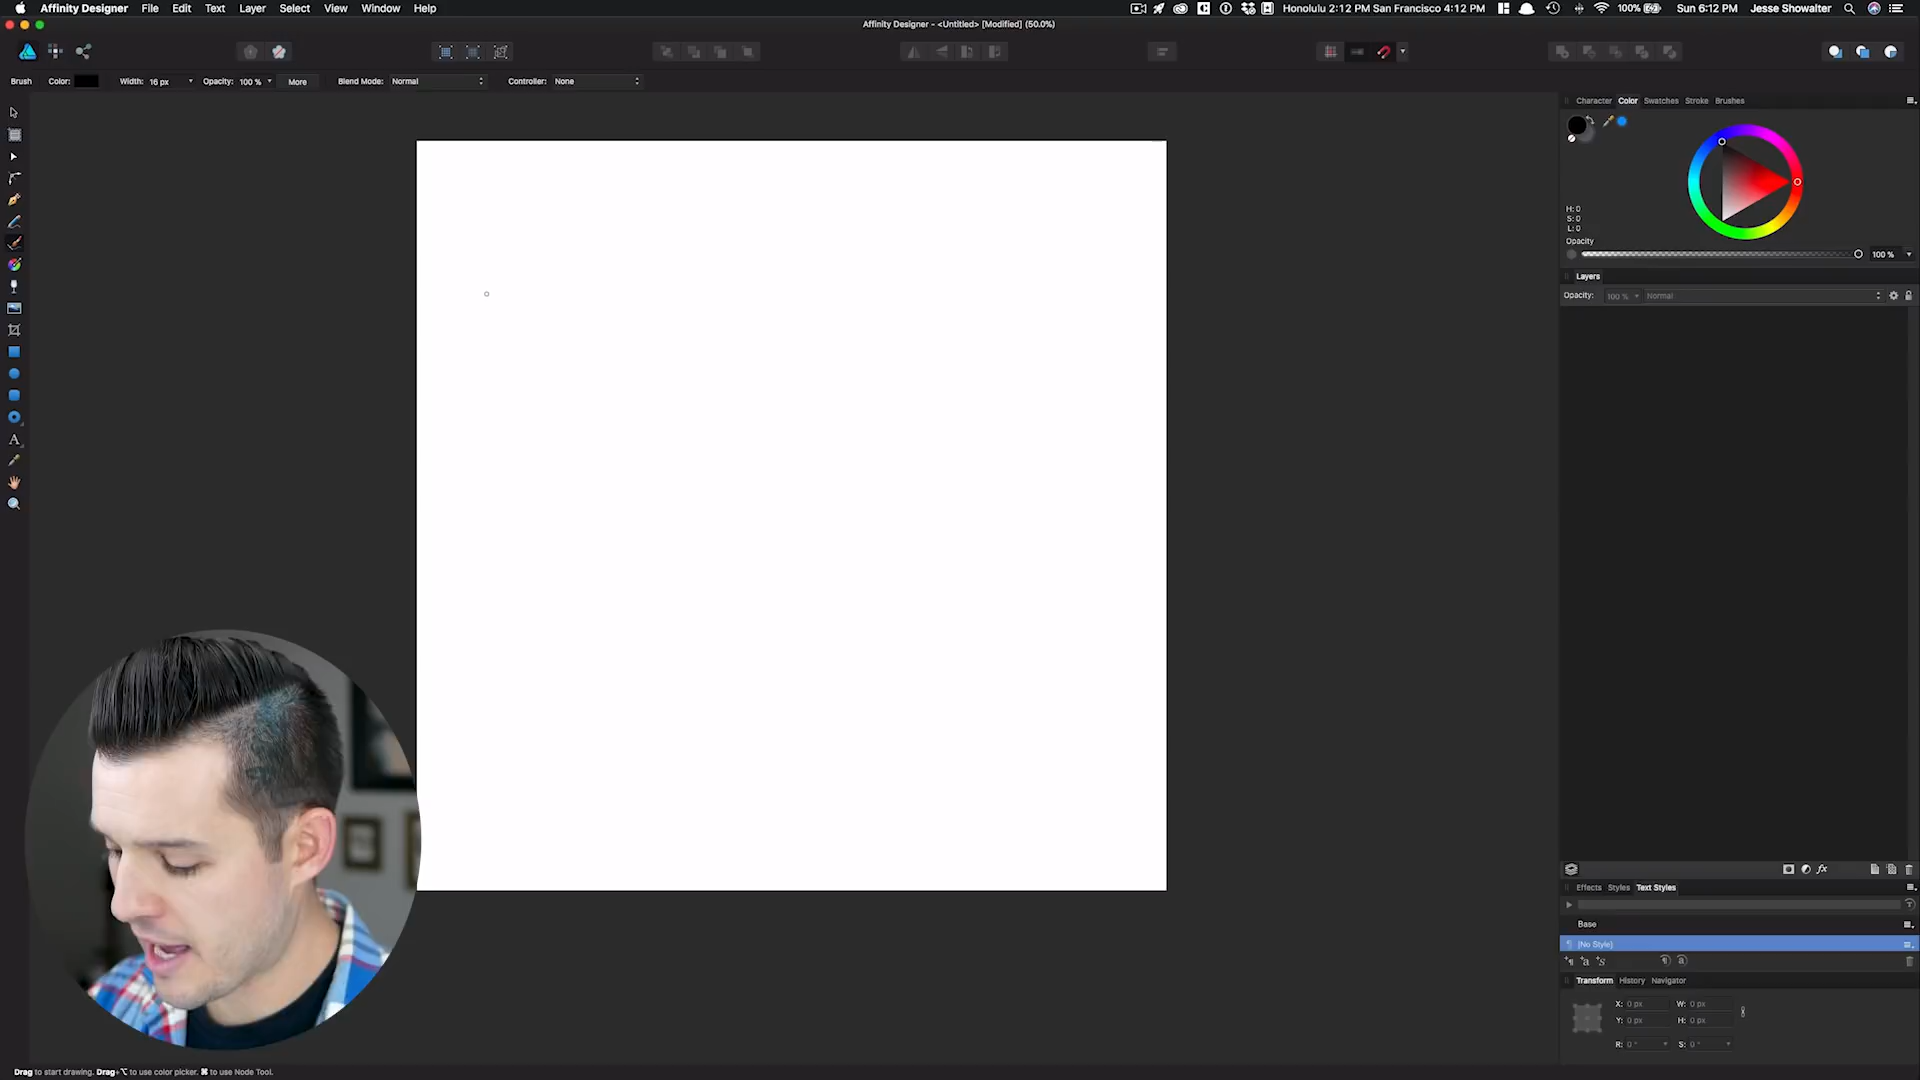 Affinity Designer File Edit Text Layer Select View Window Help
Honolulu 2:12 PM San Francisco 4:12 PM 100% Sun 6:12 PM Jesse Showalter
Affinity Designer - <Untitled> [Modified] (50.0%)
Brush Color: Width: 16 px Opacity: 100 % More Blend Mode: Normal Controller: None
Character Color Swatches Stroke Brushes
H: 0
S: 0
L: 0
Opacity
100 %
Layers
Opacity: 100 % Normal
Effects Styles Text Styles
Base
[No Style]
Transform History Navigator
X: 0 px W: 0 px
Y: 0 px H: 0 px
R: 0 ° S: 0 °
Drag to start drawing. Drag+⌥ to use color picker. ⌘ to use Node Tool.